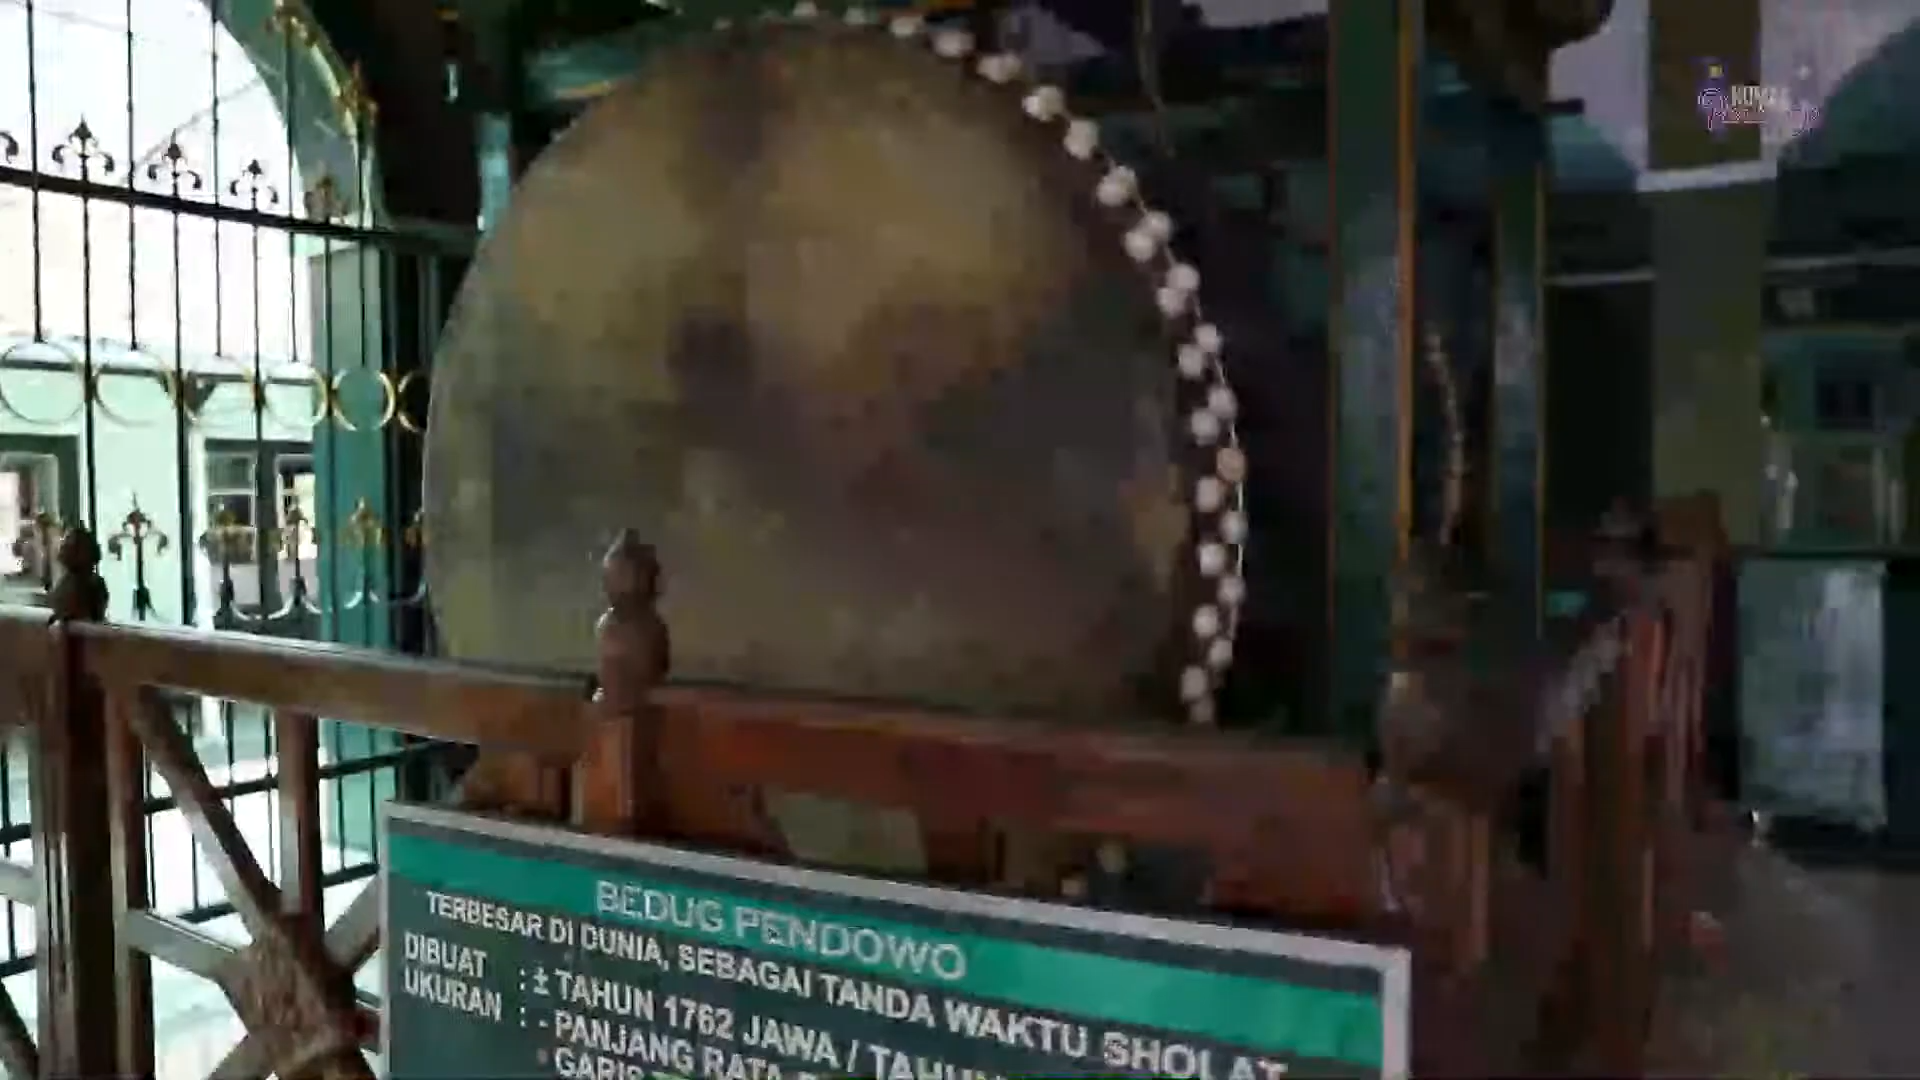 BEDUG PENDOWO
TERBESAR DI DUNIA, SEBAGAI TANDA WAKTU SHOLAT
DIBUAT : ± TAHUN 1762 JAWA / TAHUN
UKURAN : - PANJANG RATA